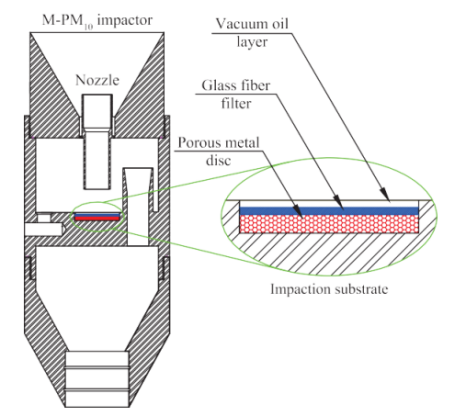 M-PM10 impactor
Nozzle
Vacuum oil
layer
Glass fiber
filter
Porous metal
disc
Impaction substrate